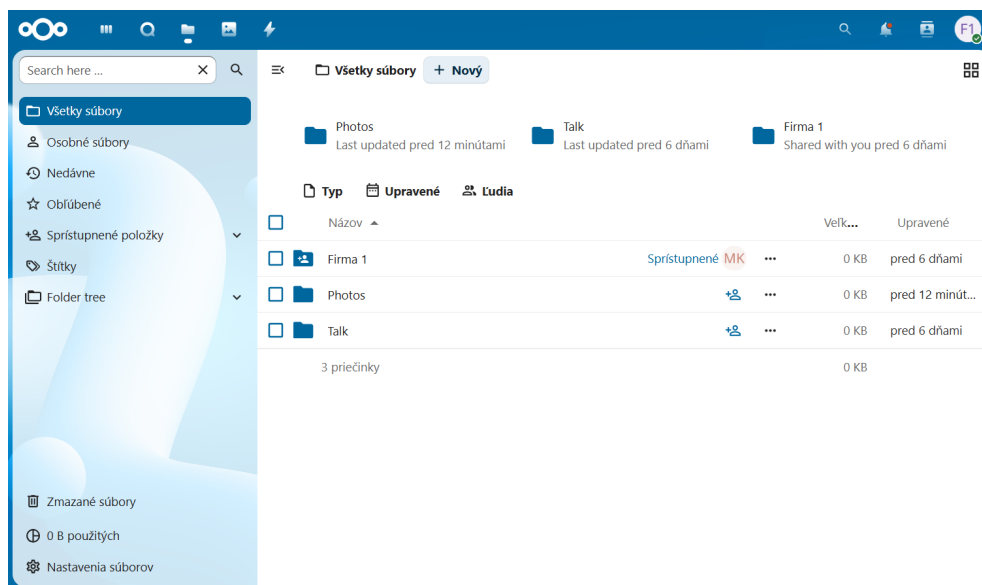 F1
Search here ...
Všetky súbory
+ Nový
Všetky súbory
Osobné súbory
Nedávne
Obľúbené
Sprístupnené položky
Štítky
Folder tree
Photos
Last updated pred 12 minútami
Talk
Last updated pred 6 dňami
Firma 1
Shared with you pred 6 dňami
Typ
Upravené
Ľudia
Názov
Veľk...
Upravené
Firma 1
Sprístupnené
MK
0 KB
pred 6 dňami
Photos
0 KB
pred 12 minút...
Talk
0 KB
pred 6 dňami
3 priečinky
0 KB
Zmazané súbory
0 B použitých
Nastavenia súborov